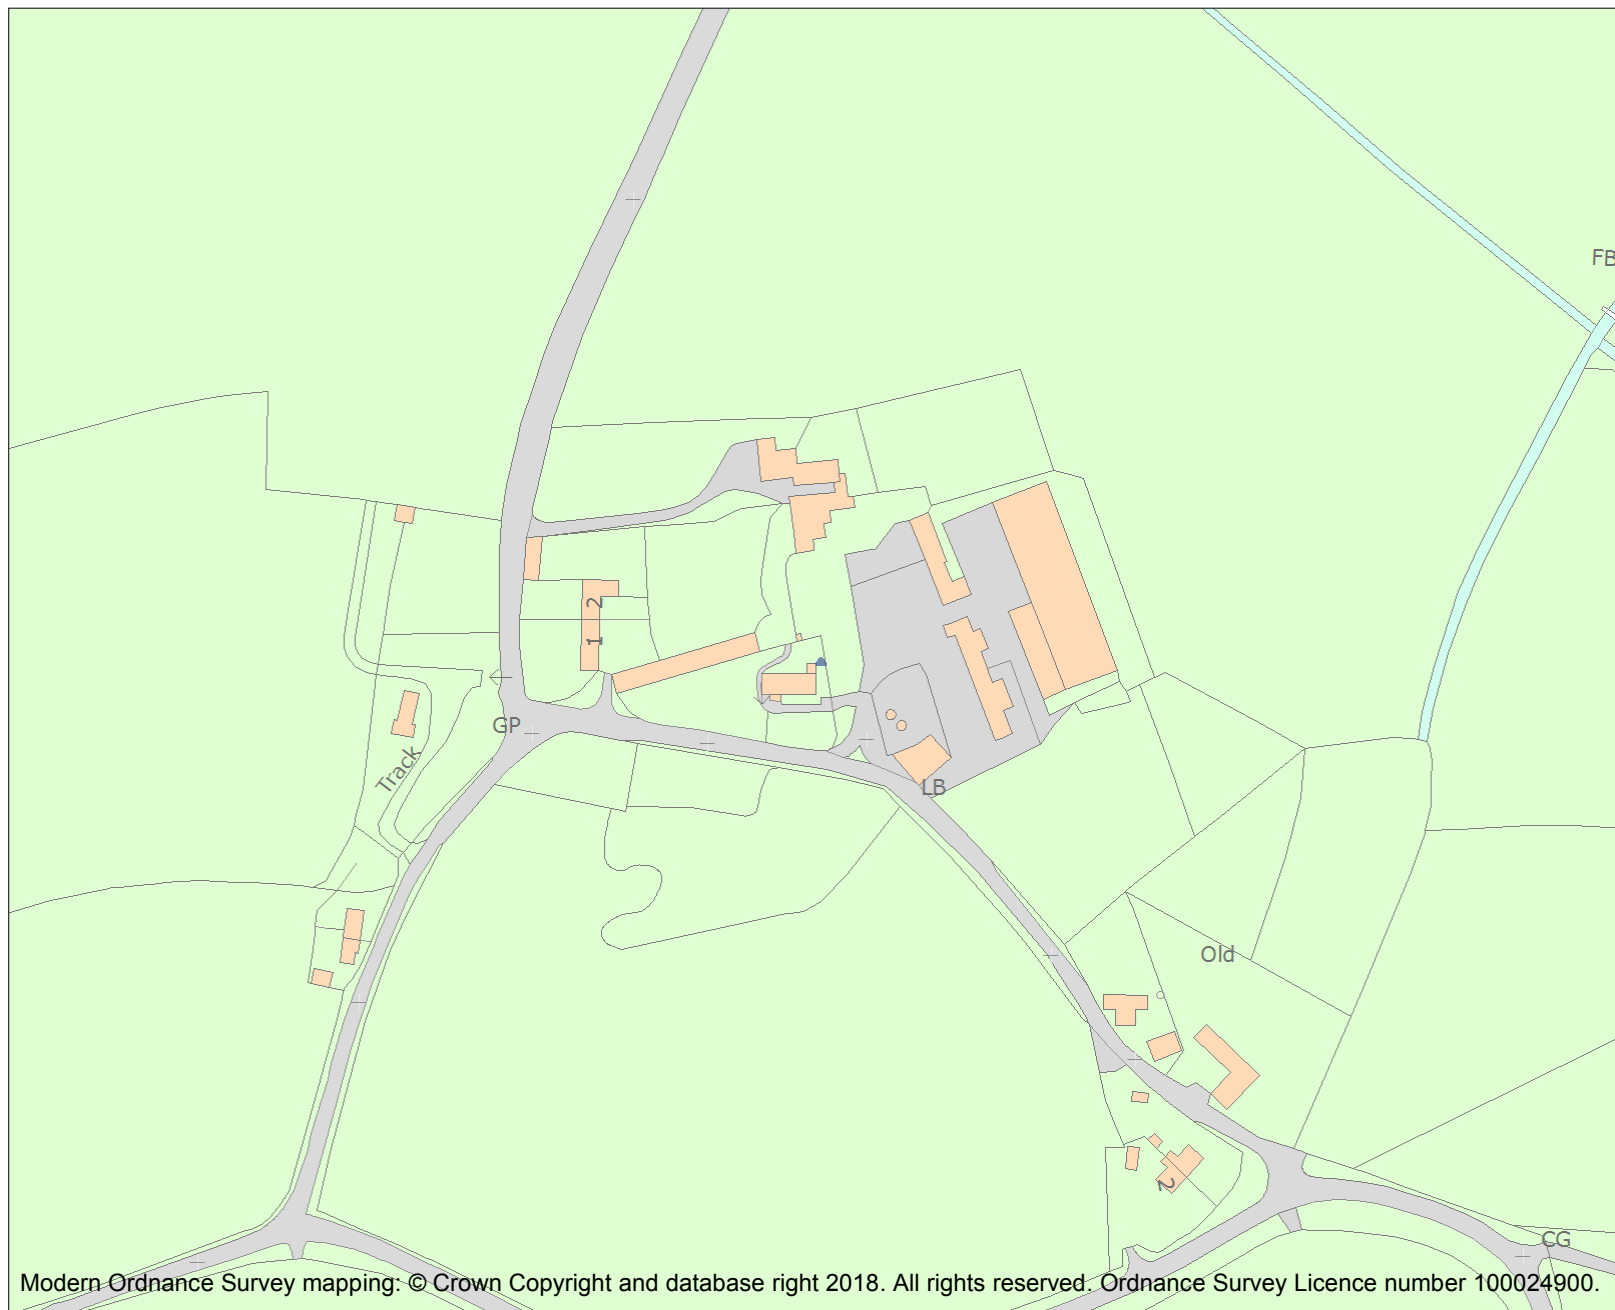 FB
2
1
GP
Track
LB
Old
2
CG
Modern Ordnance Survey mapping: © Crown Copyright and database right 2018. All rights reserved. Ordnance Survey Licence number 100024900.